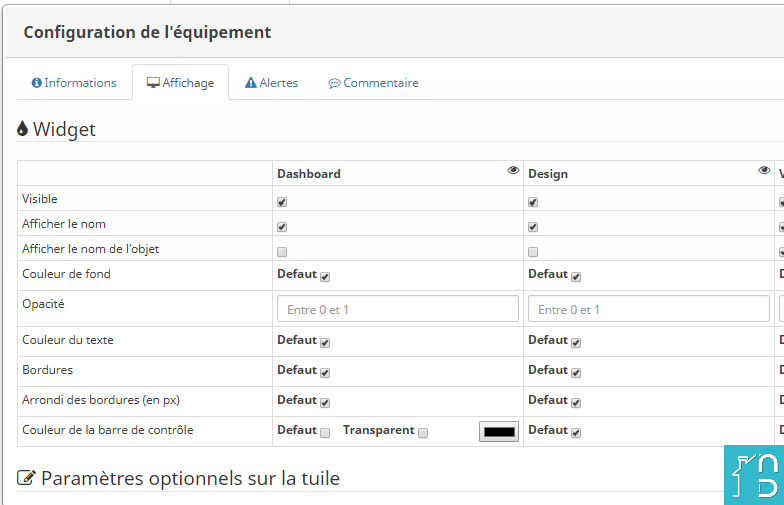 Configuration de l'équipement
Informations Affichage Alertes Commentaire
Widget
Dashboard Design
Visible
Afficher le nom
Afficher le nom de l'objet
Couleur de fond Defaut Defaut
Opacité Entre 0 et 1 Entre 0 et 1
Couleur du texte Defaut Defaut
Bordures Defaut Defaut
Arrondi des bordures (en px) Defaut Defaut
Couleur de la barre de contrôle Defaut Transparent Defaut
Paramètres optionnels sur la tuile